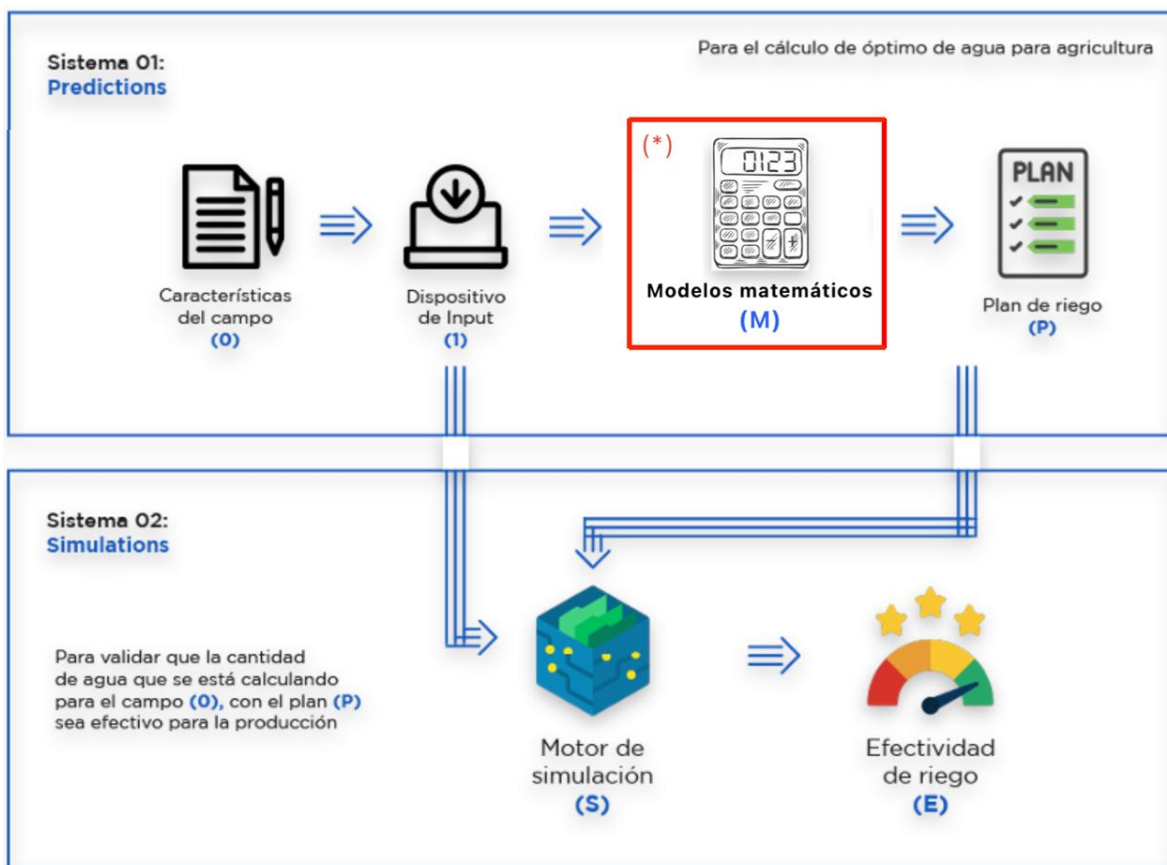 Sistema 01:
Predictions
Para el cálculo de óptimo de agua para agricultura
Características
del campo
(0)
Dispositivo
de Input
(1)
(*)
0123
Modelos matemáticos
(M)
PLAN
Plan de riego
(P)
Sistema 02:
Simulations
Para validar que la cantidad
de agua que se está calculando
para el campo (0), con el plan (P)
sea efectivo para la producción
Motor de
simulación
(S)
Efectividad
de riego
(E)